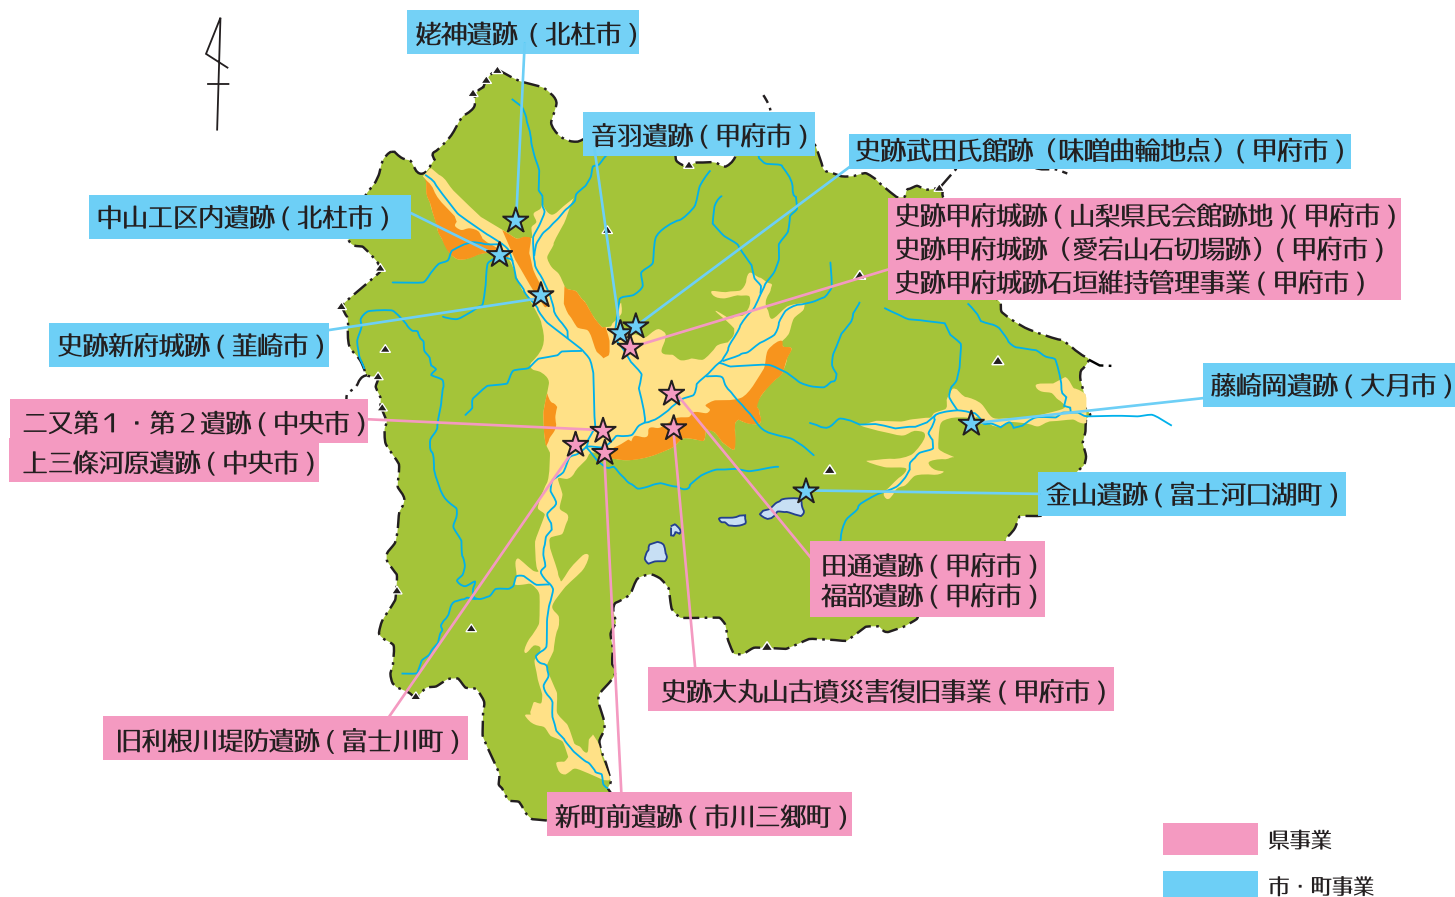 姥神遺跡(北杜市)
音羽遺跡(甲府市)
史跡武田氏館跡(味噌曲輪地点)(甲府市)
中山工区内遺跡(北杜市)
史跡甲府城跡(山梨県民会館跡地)(甲府市)
史跡甲府城跡(愛宕山石切場跡)(甲府市)
史跡甲府城跡石垣維持管理事業(甲府市)
史跡新府城跡(韮崎市)
藤崎岡遺跡(大月市)
二又第1・第2遺跡(中央市)
上三條河原遺跡(中央市)
金山遺跡(富士河口湖町)
田通遺跡(甲府市)
福部遺跡(甲府市)
史跡大丸山古墳災害復旧事業(甲府市)
旧利根川堤防遺跡(富士川町)
新町前遺跡(市川三郷町)
県事業
市・町事業